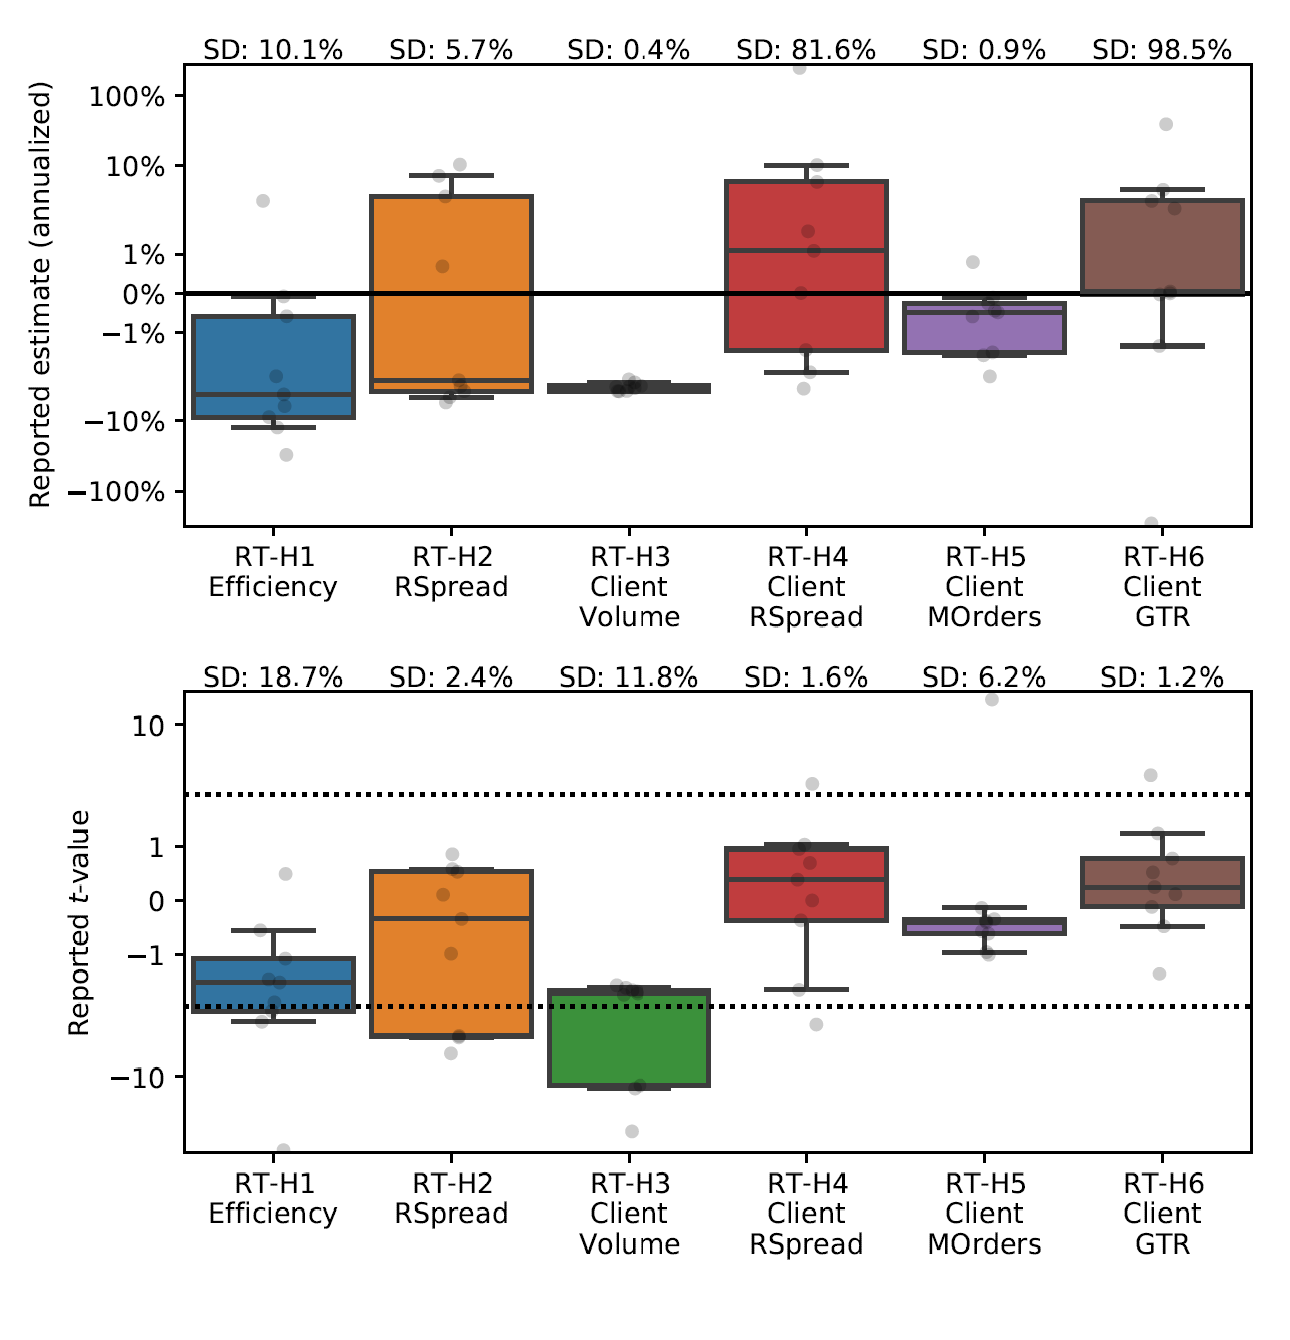 SD: 10.1% SD: 5.7% SD: 0.4% SD: 81.6% SD: 0.9% SD: 98.5%
Reported estimate (annualized)
100%
10%
1%
0%
−1%
−10%
−100%
RT-H1 RT-H2 RT-H3 RT-H4 RT-H5 RT-H6
Efficiency RSpread Client Client Client Client
Volume RSpread MOrders GTR
SD: 18.7% SD: 2.4% SD: 11.8% SD: 1.6% SD: 6.2% SD: 1.2%
Reported t-value
10
1
0
−1
−10
RT-H1 RT-H2 RT-H3 RT-H4 RT-H5 RT-H6
Efficiency RSpread Client Client Client Client
Volume RSpread MOrders GTR